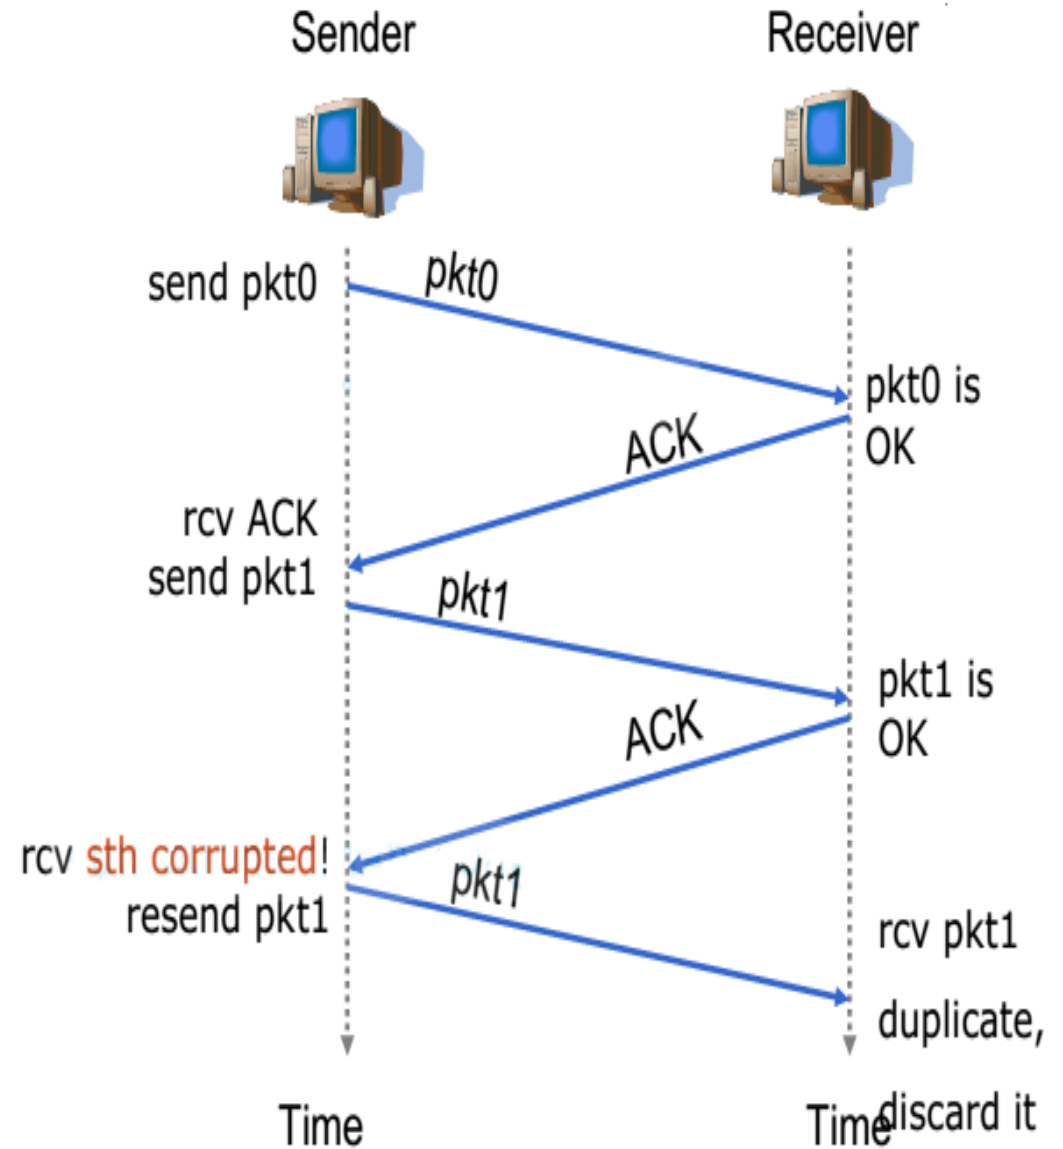 Sender
Receiver
send pkt0
pkt0
pkt0 is
OK
ACK
rcv ACK
send pkt1
pkt1
pkt1 is
OK
ACK
rcv sth corrupted!
resend pkt1
pkt1
rcv pkt1
duplicate,
discard it
Time
Time